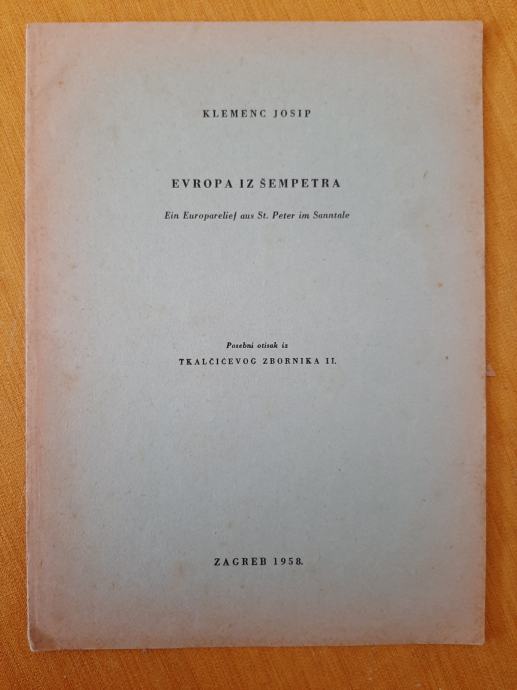 KLEMENC JOSIP
EVROPA IZ ŠEMPETRA
Ein Europarelief aus St. Peter im Sanntale
Posebni otisak iz
TKALČIĆEVOG ZBORNIKA II.
ZAGREB 1958.